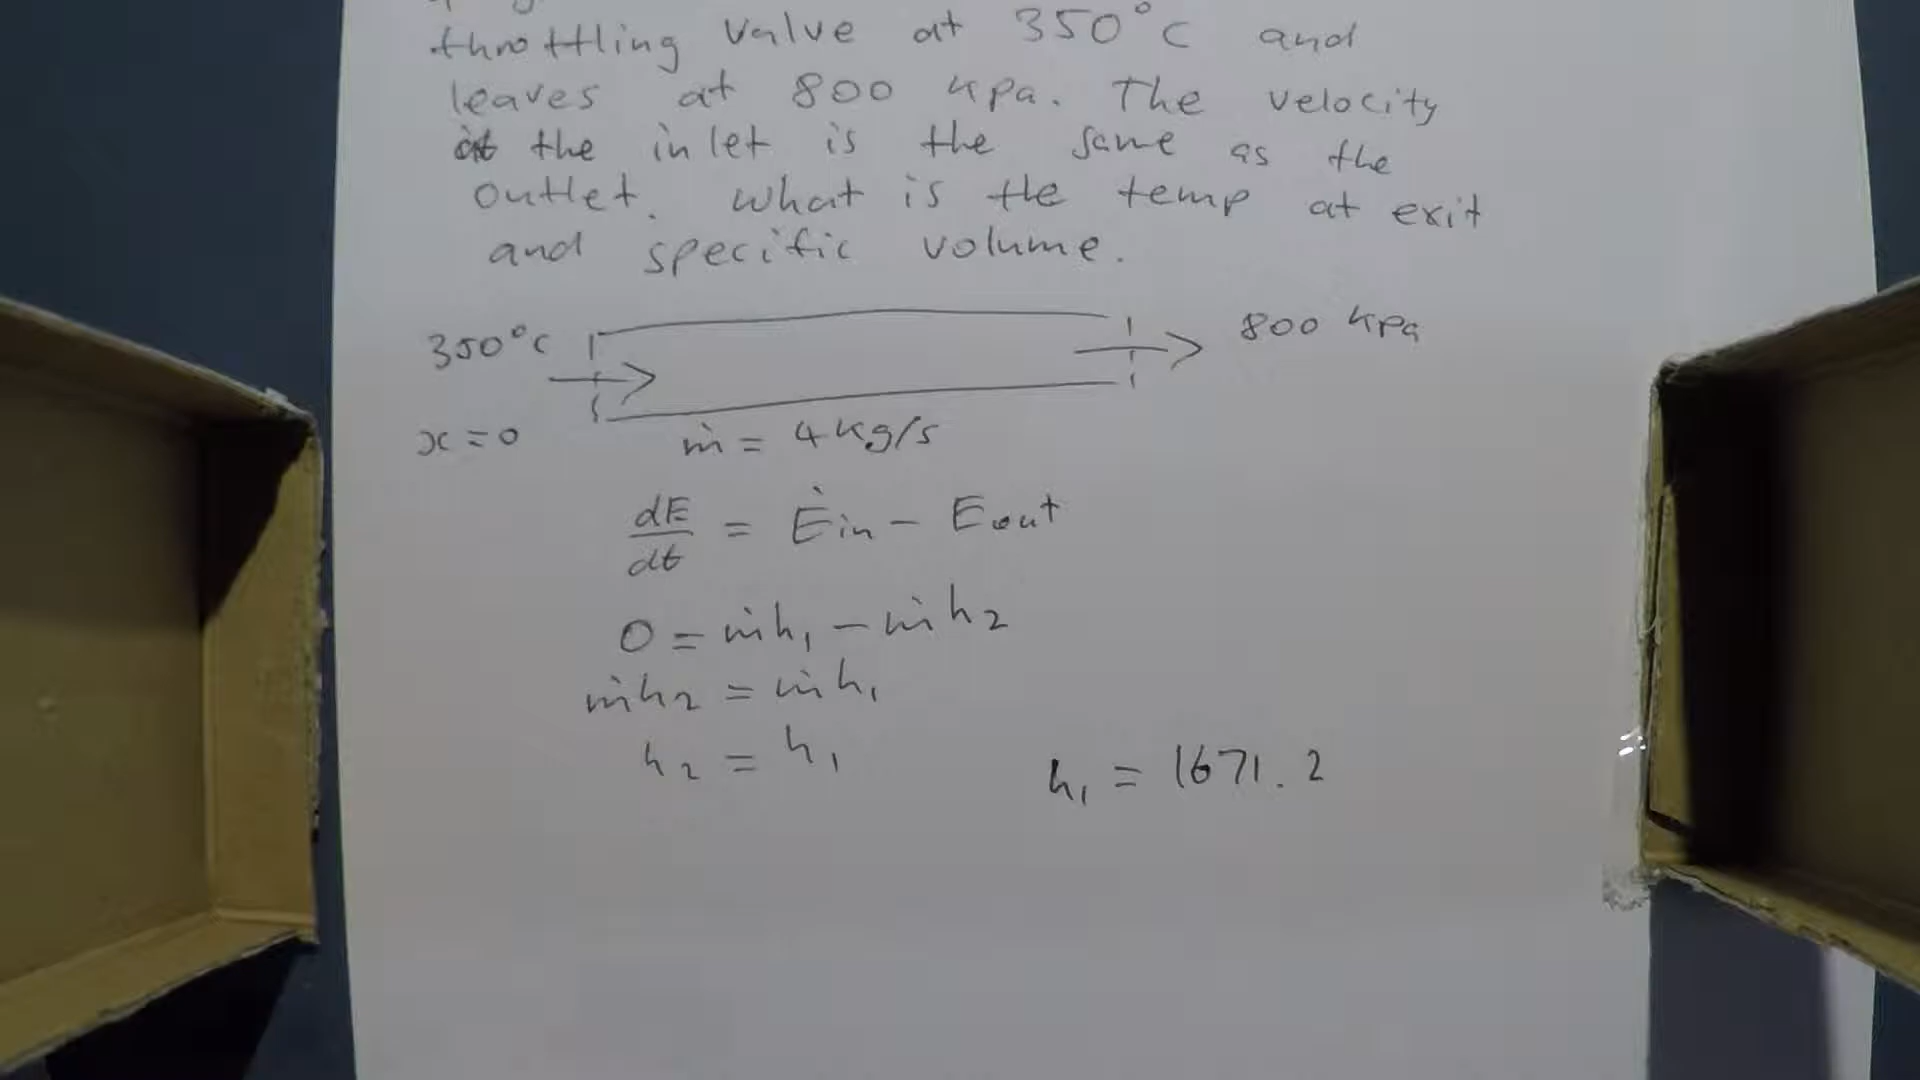 throttling valve at 350°C and
leaves at 800 kpa. The velocity
at the inlet is the same as the
outlet. what is the temp at exit
and specific volume.
350°C
800 kpa
x = 0
ṁ = 4 kg/s
dE/dt = Ėin - Eout
0 = ṁh₁ - ṁh₂
ṁh₂ = ṁh₁
h₂ = h₁
h₁ = 1671.2